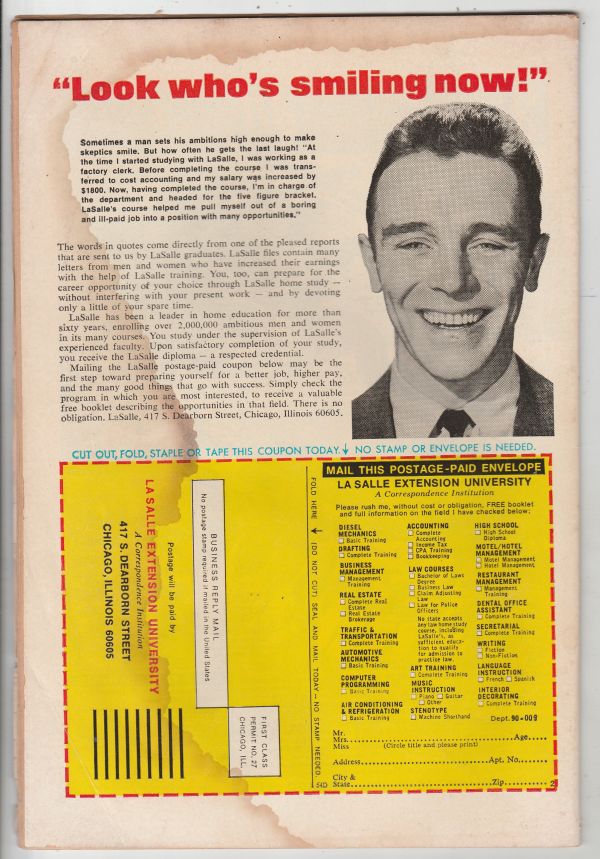 “Look who’s smiling now!”
Sometimes a man sets his ambitions high enough to make
skeptics smile. But how often he gets the last laugh! “At
the time I started studying with LaSalle, I was working as a
factory clerk. Before completing the course I was trans-
ferred to cost accounting and my salary was increased by
$1800. Now, having completed the course, I’m in charge of
the department and headed for the five figure bracket.
LaSalle’s course helped me pull myself out of a boring
and ill-paid job into a position with many opportunities.”
The words in quotes come directly from one of the pleased reports
that are sent to us by LaSalle graduates. LaSalle files contain many
letters from men and women who have increased their earnings
with the help of LaSalle training. You, too, can prepare for the
career opportunity of your choice through LaSalle home study —
without interfering with your present work — and by devoting
only a little of your spare time.
LaSalle has been a leader in home education for more than
sixty years, enrolling over 2,000,000 ambitious men and women
in its many courses. You study under the supervision of LaSalle’s
experienced faculty. Upon satisfactory completion of your study,
you receive the LaSalle diploma — a respected credential.
Mailing the LaSalle postage-paid coupon below may be the
first step toward preparing yourself for a better job, higher pay,
and the many good things that go with success. Simply check the
program in which you are most interested, to receive a valuable
free booklet describing the opportunities in that field. There is no
obligation. LaSalle, 417 S. Dearborn Street, Chicago, Illinois 60605.
CUT OUT, FOLD, STAPLE OR TAPE THIS COUPON TODAY. ↓ NO STAMP OR ENVELOPE IS NEEDED.
FIRST CLASS
PERMIT NO. 27
CHICAGO, ILL.
BUSINESS REPLY MAIL
No postage stamp required if mailed in the United States
Postage will be paid by
LA SALLE EXTENSION UNIVERSITY
A Correspondence Institution
417 S. DEARBORN STREET
CHICAGO, ILLINOIS 60605
FOLD HERE → (DO NOT CUT) SEAL AND MAIL TODAY — NO STAMP NEEDED.
54D
MAIL THIS POSTAGE-PAID ENVELOPE
LA SALLE EXTENSION UNIVERSITY
A Correspondence Institution
Please rush me, without cost or obligation, FREE booklet
and full information on the field I have checked below:
DIESEL
MECHANICS
Basic Training
DRAFTING
Complete Training
BUSINESS
MANAGEMENT
Management
Training
REAL ESTATE
Complete Real
Estate
Real Estate
Brokerage
TRAFFIC &
TRANSPORTATION
Complete Training
AUTOMOTIVE
MECHANICS
Basic Training
COMPUTER
PROGRAMMING
Basic Training
AIR CONDITIONING
& REFRIGERATION
Basic Training
ACCOUNTING
Complete
Accounting
Income Tax
CPA Training
Bookkeeping
LAW COURSES
Bachelor of Laws
Degree
Business Law
Claim Adjusting
Law
Law for Police
Officers
No state accepts
any law home study
course, including
LaSalle’s, as
sufficient educa-
tion to qualify
for admission to
practice law.
ART TRAINING
Complete Training
MUSIC
INSTRUCTION
Piano Guitar
Other
STENOTYPE
Machine Shorthand
HIGH SCHOOL
High School
Diploma
MOTEL/HOTEL
MANAGEMENT
Motel Management
Hotel Management
RESTAURANT
MANAGEMENT
Management
Training
DENTAL OFFICE
ASSISTANT
Complete Training
SECRETARIAL
Complete Training
WRITING
Fiction
Non-Fiction
LANGUAGE
INSTRUCTION
French Spanish
INTERIOR
DECORATING
Complete Training
Dept. 90-009
Mr.
Mrs. Age
Miss (Circle title and please print)
Address Apt. No.
City &
State Zip
2